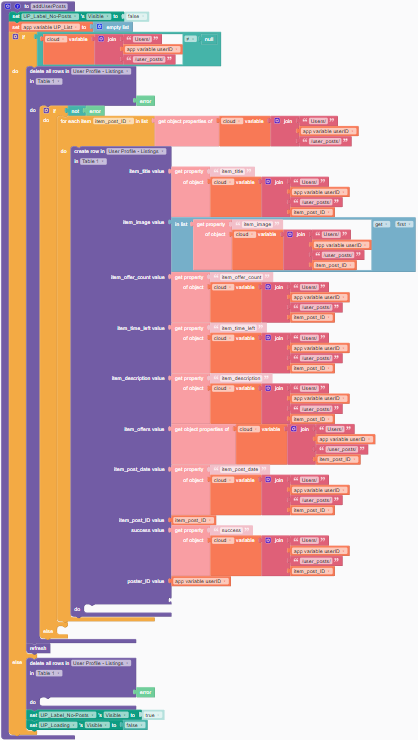 to addUserPosts
set UP_Label_No-Posts 's Visible to false
set app variable UP_List to empty list
if cloud variable join "Users/" ≠ null
app variable userID
"/user_posts"
do delete all rows in User Profile - Listings
in Table 1
error
do if not error
do for each item item_post_ID in list get object properties of cloud variable join "Users/"
app variable userID
"/user_posts"
do create row in User Profile - Listings
in Table 1
item_title value get property "item_title"
of object cloud variable join "Users/"
app variable userID
"/user_posts/"
item_post_ID
item_image value in list get property "item_image" get first
of object cloud variable join "Users/"
app variable userID
"/user_posts/"
item_post_ID
item_offer_count value get property "item_offer_count"
of object cloud variable join "Users/"
app variable userID
"/user_posts/"
item_post_ID
item_time_left value get property "item_time_left"
of object cloud variable join "Users/"
app variable userID
"/user_posts/"
item_post_ID
item_description value get property "item_description"
of object cloud variable join "Users/"
app variable userID
"/user_posts/"
item_post_ID
item_offers value get object properties of cloud variable join "Users/"
app variable userID
"/user_posts/"
item_post_ID
item_post_date value get property "item_post_date"
of object cloud variable join "Users/"
app variable userID
"/user_posts/"
item_post_ID
item_post_ID value item_post_ID
success value get property "success"
of object cloud variable join "Users/"
app variable userID
"/user_posts/"
item_post_ID
poster_ID value app variable userID
do
else
refresh
else delete all rows in User Profile - Listings
in Table 1
error
do
set UP_Label_No-Posts 's Visible to true
set UP_Loading 's Visible to false